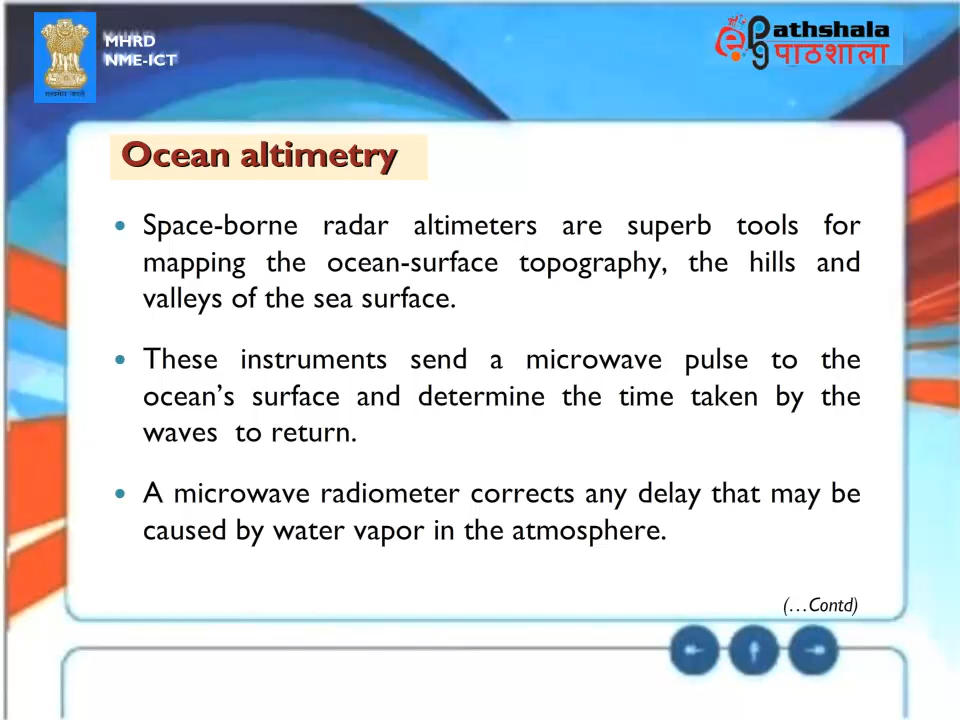 MHRD
NME-ICT
e Pathshala
पाठशाला
Ocean altimetry
• Space-borne radar altimeters are superb tools for
mapping the ocean-surface topography, the hills and
valleys of the sea surface.
• These instruments send a microwave pulse to the
ocean's surface and determine the time taken by the
waves to return.
• A microwave radiometer corrects any delay that may be
caused by water vapor in the atmosphere.
(...Contd)